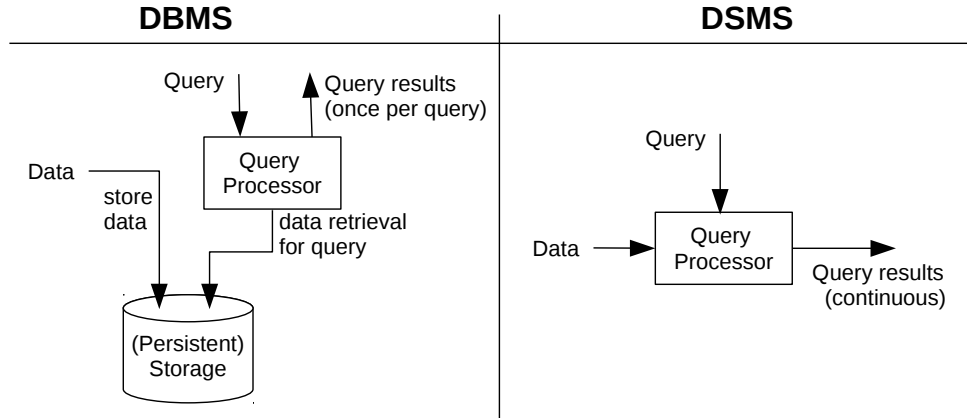 DBMS
DSMS
Query
Query results
(once per query)
Query
Processor
Data
store
data
data retrieval
for query
(Persistent)
Storage
Query
Data
Query
Processor
Query results
(continuous)